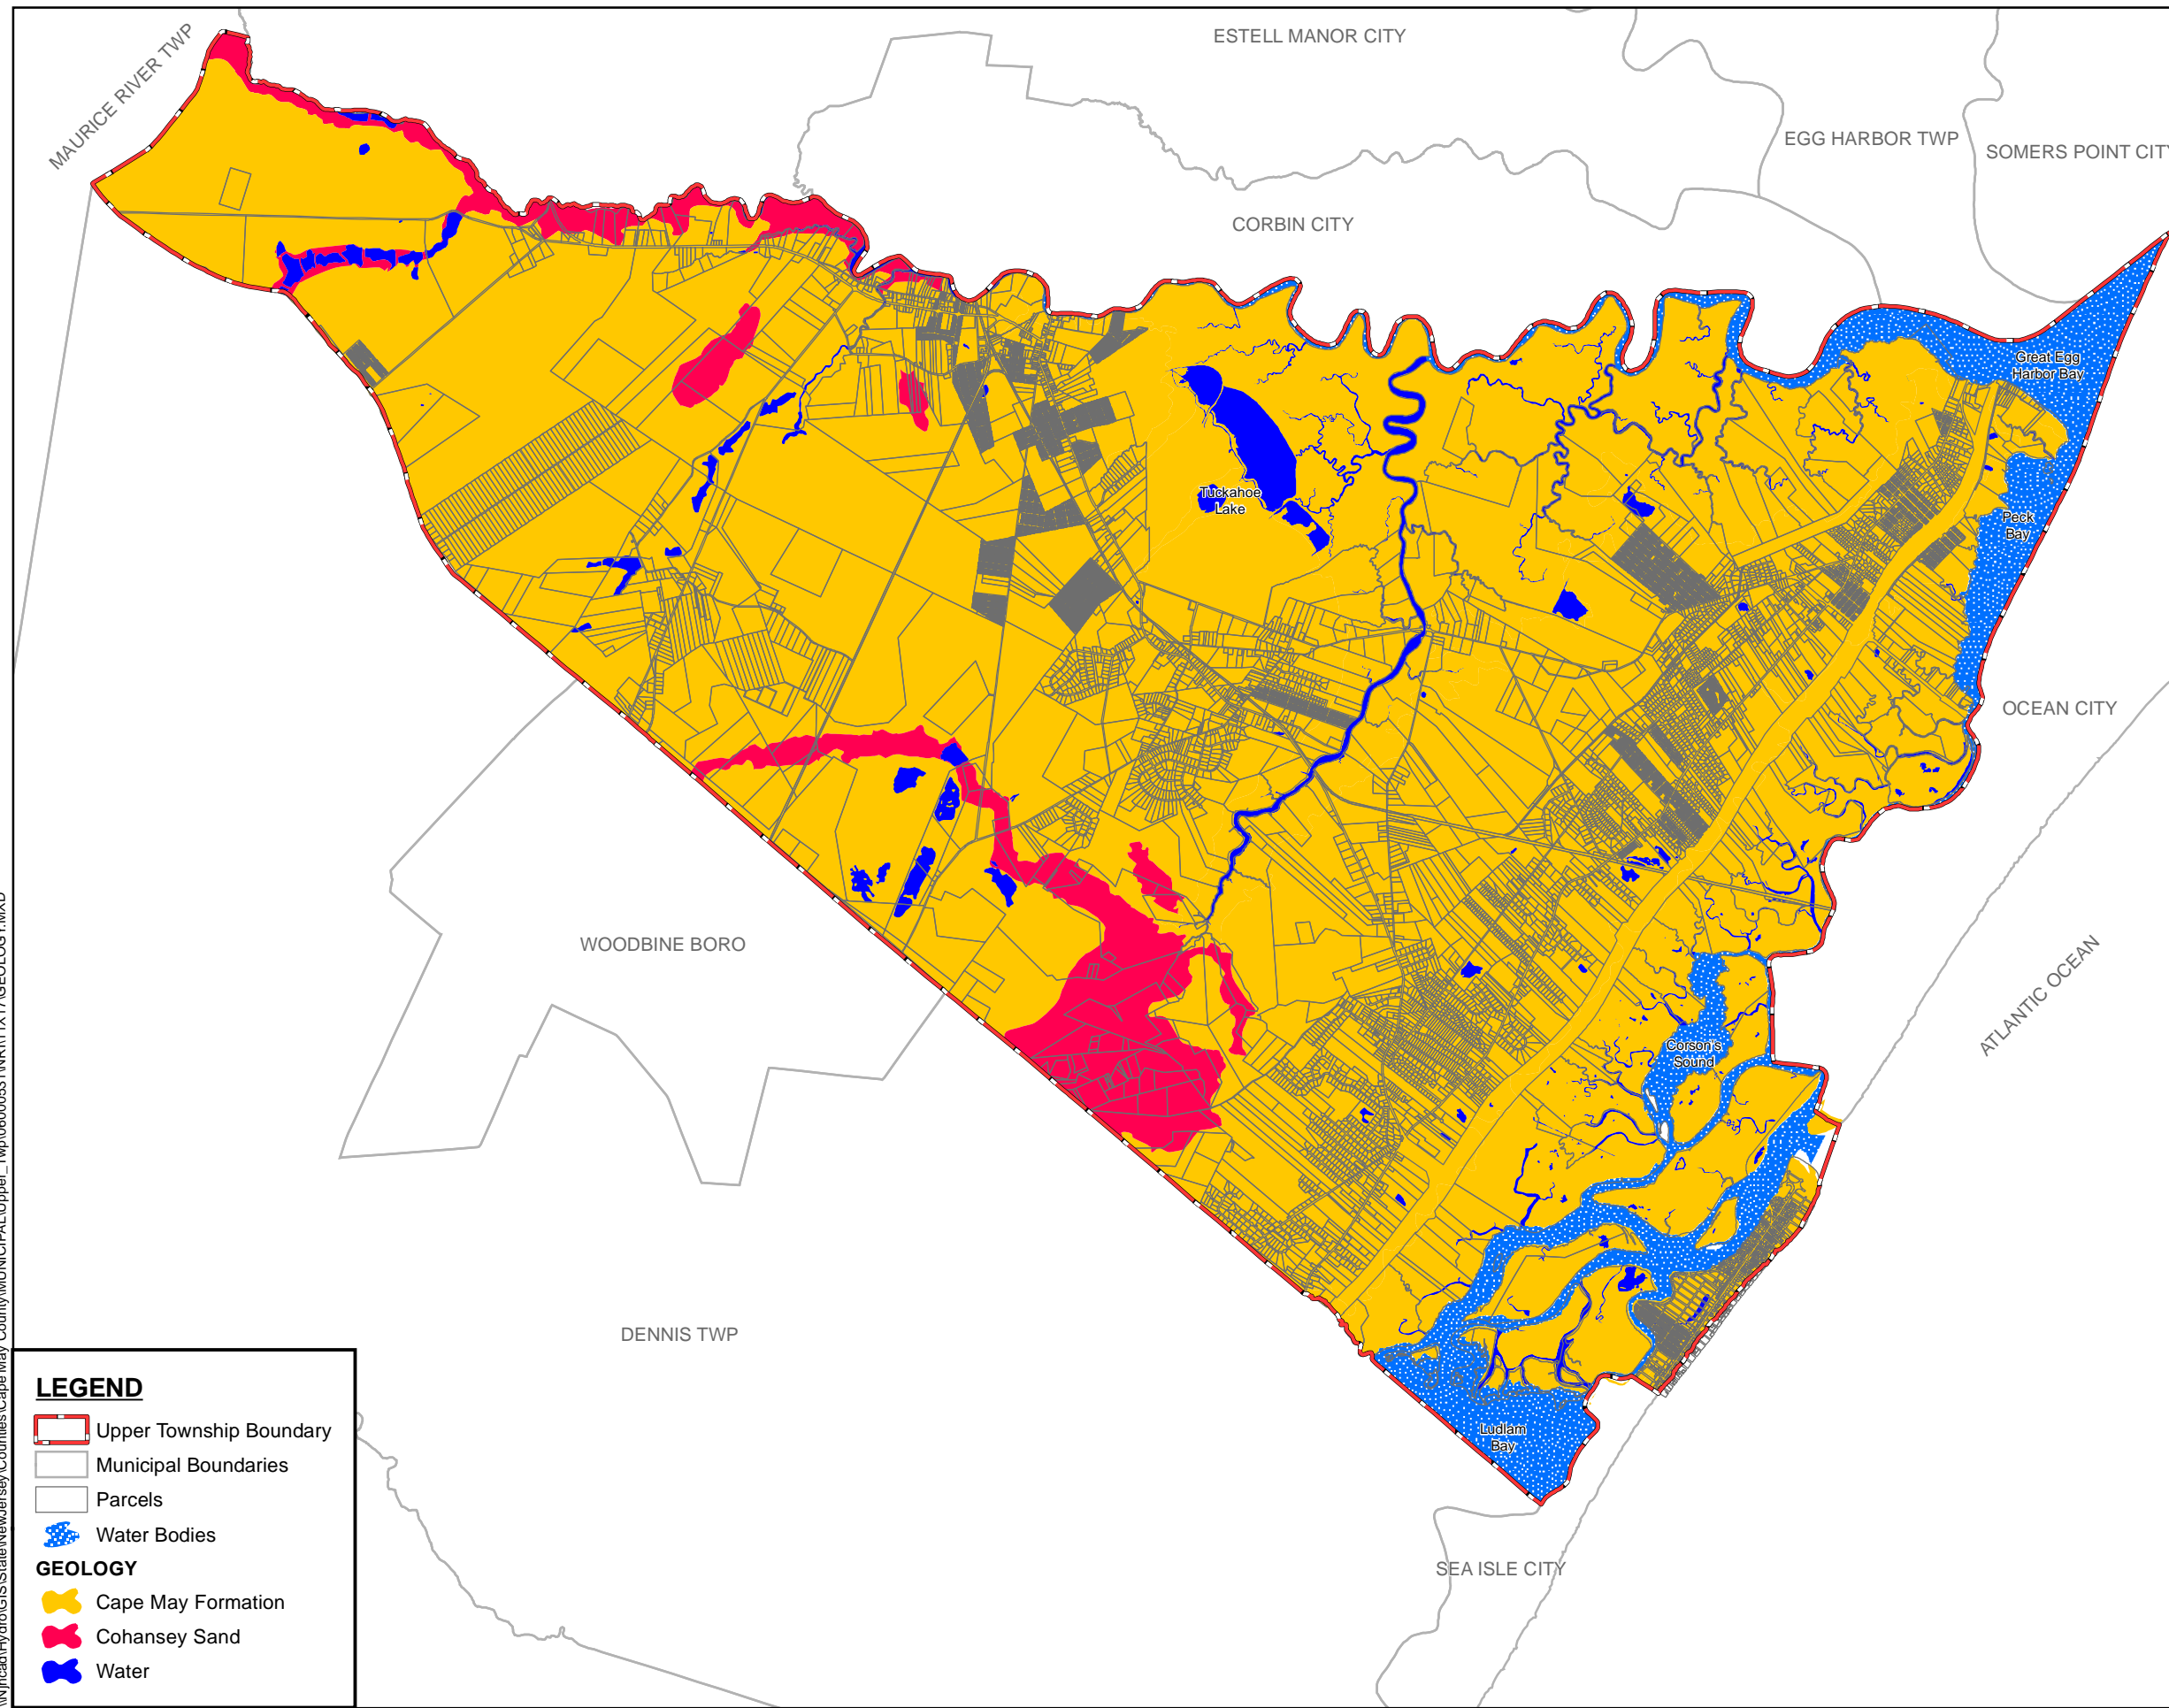 MAURICE RIVER TWP
ESTELL MANOR CITY
EGG HARBOR TWP
SOMERS POINT CITY
CORBIN CITY
Great Egg
Harbor Bay
Tuckahoe
Lake
Peck
Bay
OCEAN CITY
WOODBINE BORO
ATLANTIC OCEAN
Corson's
Sound
DENNIS TWP
Ludlam
Bay
SEA ISLE CITY
LEGEND
Upper Township Boundary
Municipal Boundaries
Parcels
Water Bodies
GEOLOGY
Cape May Formation
Cohansey Sand
Water